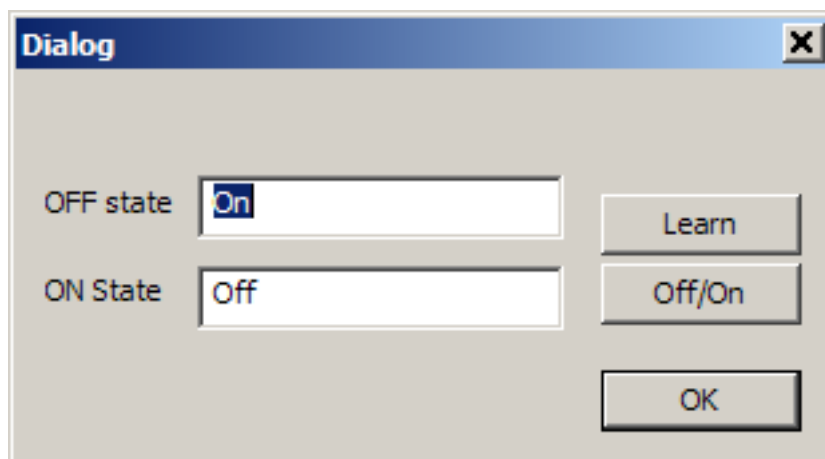 Dialog
OFF state On
Learn
ON State Off
Off/On
OK